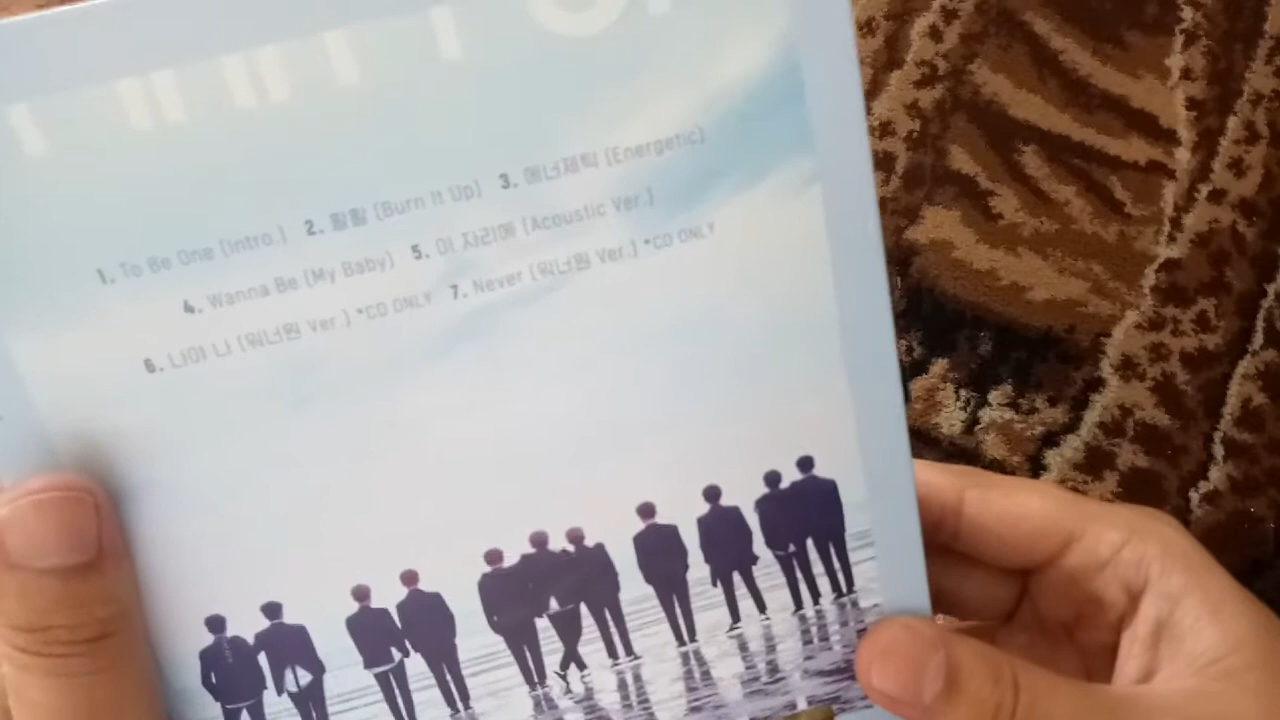 1. To Be One (Intro.) 2. 활활 (Burn It Up) 3. 에너제틱 (Energetic)
4. Wanna Be (My Baby) 5. 이 자리에 (Acoustic Ver.)
6. 나야 나 (워너원 Ver.) *CD ONLY 7. Never (워너원 Ver.) *CD ONLY